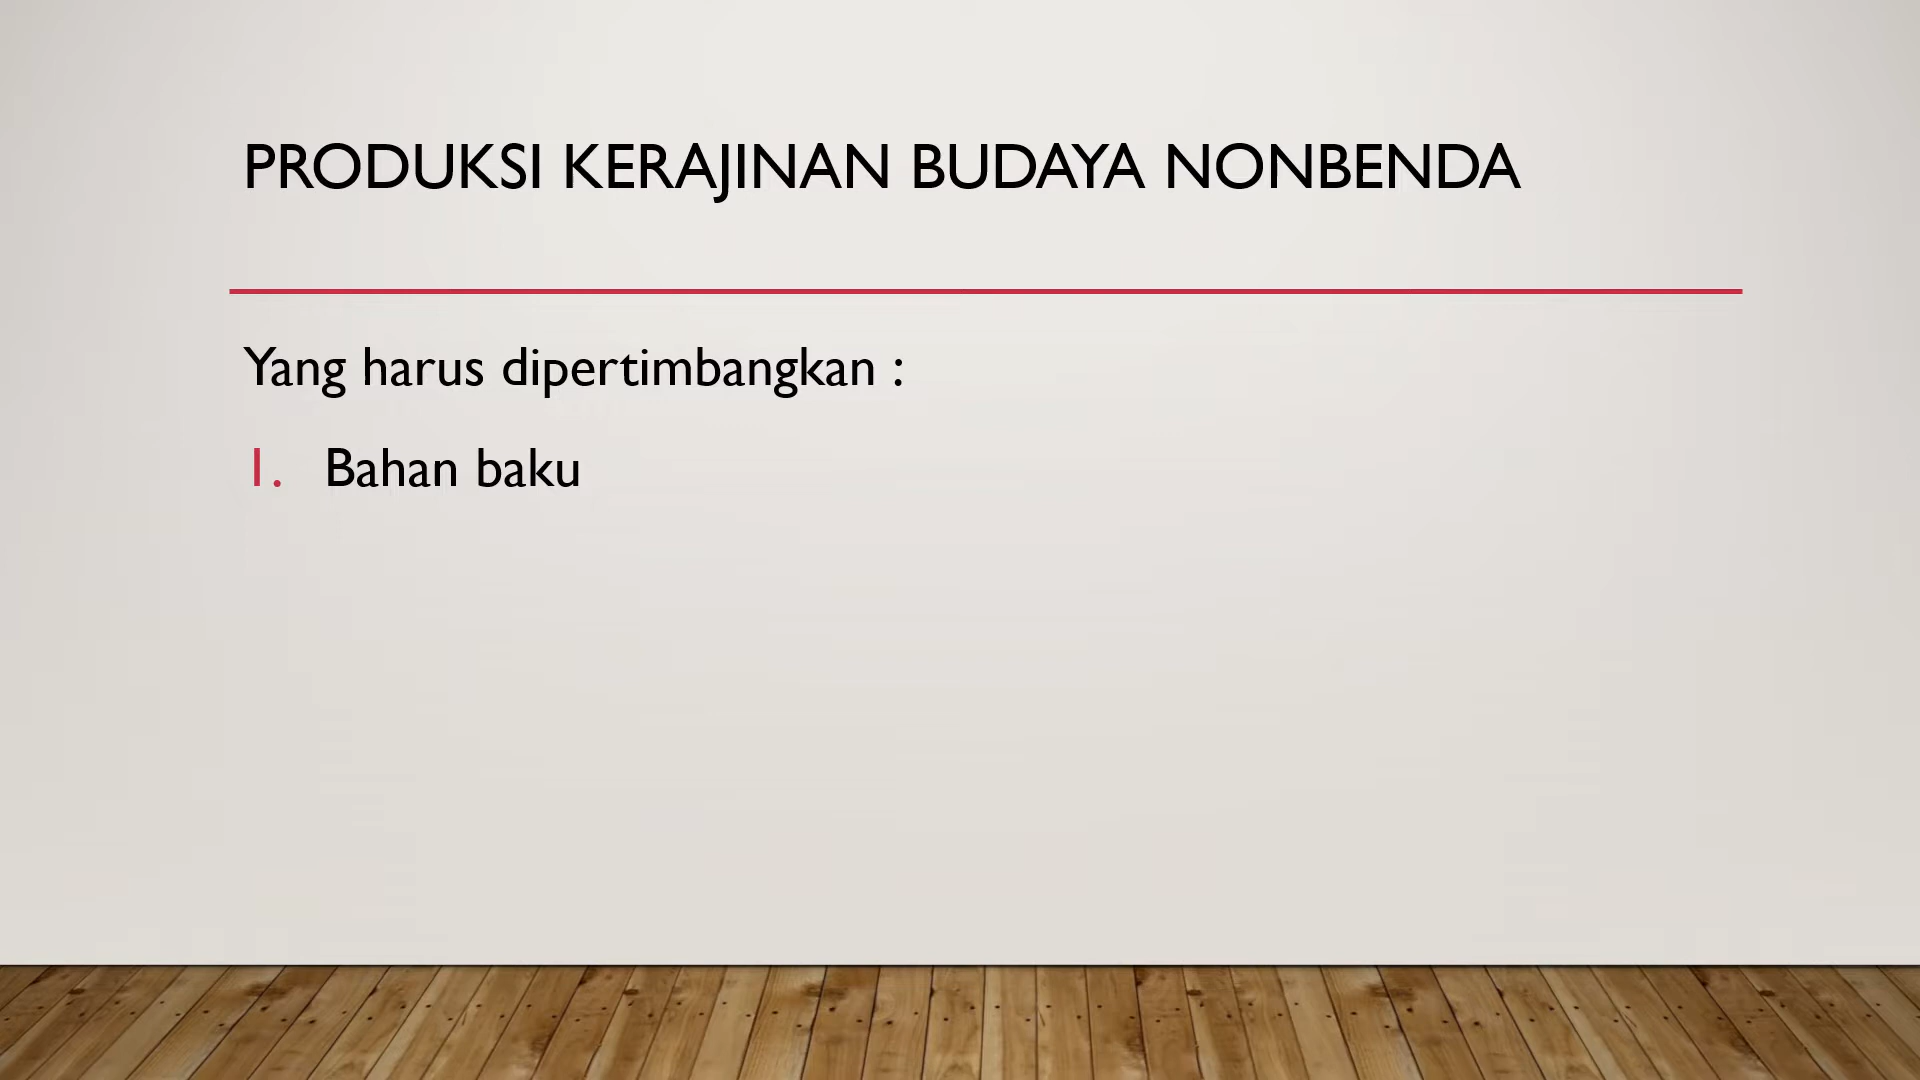 PRODUKSI KERAJINAN BUDAYA NONBENDA
Yang harus dipertimbangkan :
1. Bahan baku